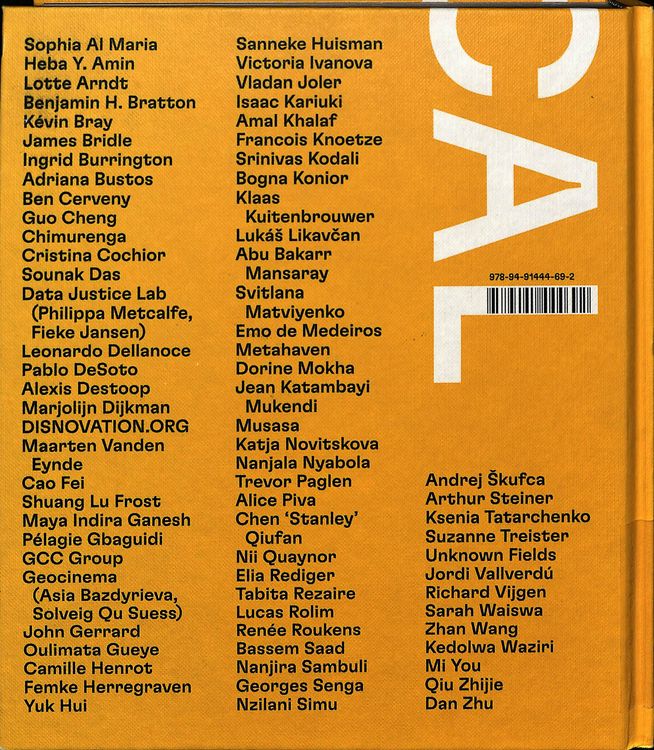 Sophia Al Maria
Heba Y. Amin
Lotte Arndt
Benjamin H. Bratton
Kévin Bray
James Bridle
Ingrid Burrington
Adriana Bustos
Ben Cerveny
Guo Cheng
Chimurenga
Cristina Cochior
Sounak Das
Data Justice Lab
(Philippa Metcalfe,
Fieke Jansen)
Leonardo Dellanoce
Pablo DeSoto
Alexis Destoop
Marjolijn Dijkman
DISNOVATION.ORG
Maarten Vanden
Eynde
Cao Fei
Shuang Lu Frost
Maya Indira Ganesh
Pélagie Gbaguidi
GCC Group
Geocinema
(Asia Bazdyrieva,
Solveig Qu Suess)
John Gerrard
Oulimata Gueye
Camille Henrot
Femke Herregraven
Yuk Hui
Sanneke Huisman
Victoria Ivanova
Vladan Joler
Isaac Kariuki
Amal Khalaf
Francois Knoetze
Srinivas Kodali
Bogna Konior
Klaas
Kuitenbrouwer
Lukáš Likavčan
Abu Bakarr
Mansaray
Svitlana
Matviyenko
Emo de Medeiros
Metahaven
Dorine Mokha
Jean Katambayi
Mukendi
Musasa
Katja Novitskova
Nanjala Nyabola
Trevor Paglen
Alice Piva
Chen ‘Stanley’
Qiufan
Nii Quaynor
Elia Rediger
Tabita Rezaire
Lucas Rolim
Renée Roukens
Bassem Saad
Nanjira Sambuli
Georges Senga
Nzilani Simu
CAL
978-94-91444-69-2
Andrej Škufca
Arthur Steiner
Ksenia Tatarchenko
Suzanne Treister
Unknown Fields
Jordi Vallverdú
Richard Vijgen
Sarah Waiswa
Zhan Wang
Kedolwa Waziri
Mi You
Qiu Zhijie
Dan Zhu